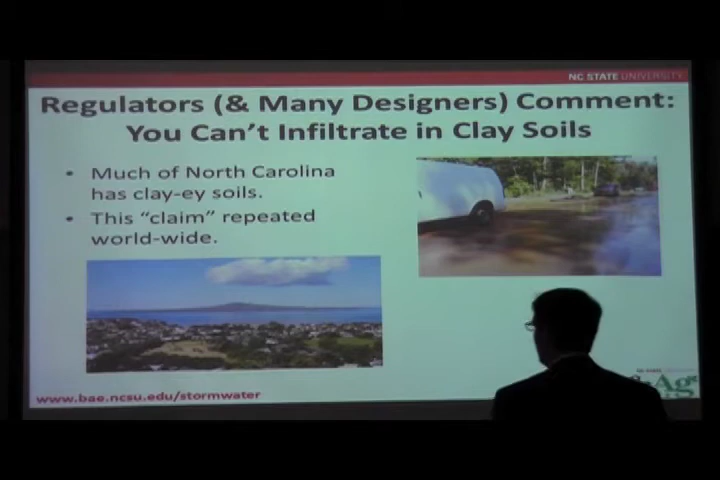 NC STATE UNIVERSITY
Regulators (& Many Designers) Comment:
You Can't Infiltrate in Clay Soils
• Much of North Carolina
has clay-ey soils.
• This "claim" repeated
world-wide.
www.bae.ncsu.edu/stormwater
&Ag